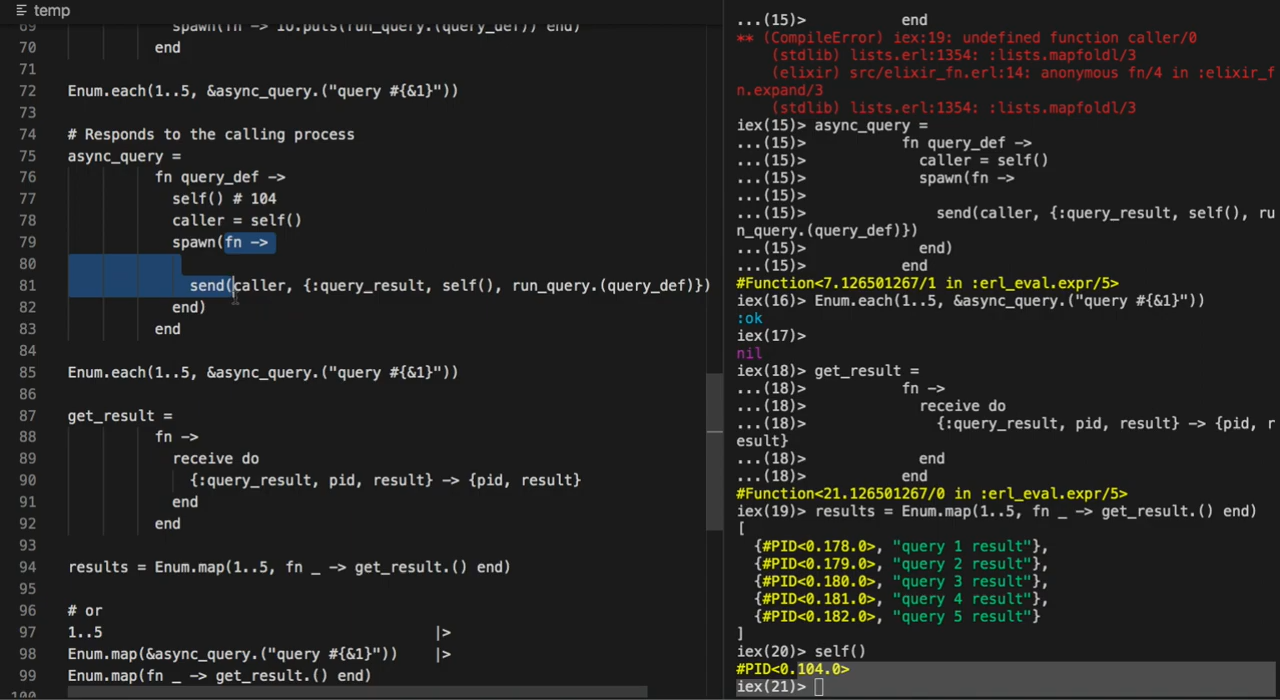 temp
69 spawn(fn -> IO.puts(run_query.(query_def)) end)
70 end
71
72 Enum.each(1..5, &async_query.("query #{&1}"))
73
74 # Responds to the calling process
75 async_query =
76 fn query_def ->
77 self() # 104
78 caller = self()
79 spawn(fn ->
80
81 send(caller, {:query_result, self(), run_query.(query_def)})
82 end)
83 end
84
85 Enum.each(1..5, &async_query.("query #{&1}"))
86
87 get_result =
88 fn ->
89 receive do
90 {:query_result, pid, result} -> {pid, result}
91 end
92 end
93
94 results = Enum.map(1..5, fn _ -> get_result.() end)
95
96 # or
97 1..5 |>
98 Enum.map(&async_query.("query #{&1}")) |>
99 Enum.map(fn _ -> get_result.() end)
100
...(15)> end
** (CompileError) iex:19: undefined function caller/0
(stdlib) lists.erl:1354: :lists.mapfoldl/3
(elixir) src/elixir_fn.erl:14: anonymous fn/4 in :elixir_f
n.expand/3
(stdlib) lists.erl:1354: :lists.mapfoldl/3
iex(15)> async_query =
...(15)> fn query_def ->
...(15)> caller = self()
...(15)> spawn(fn ->
...(15)>
...(15)> send(caller, {:query_result, self(), ru
n_query.(query_def)})
...(15)> end)
...(15)> end
#Function<7.126501267/1 in :erl_eval.expr/5>
iex(16)> Enum.each(1..5, &async_query.("query #{&1}"))
:ok
iex(17)>
nil
iex(18)> get_result =
...(18)> fn ->
...(18)> receive do
...(18)> {:query_result, pid, result} -> {pid, r
esult}
...(18)> end
...(18)> end
#Function<21.126501267/0 in :erl_eval.expr/5>
iex(19)> results = Enum.map(1..5, fn _ -> get_result.() end)
[
{#PID<0.178.0>, "query 1 result"},
{#PID<0.179.0>, "query 2 result"},
{#PID<0.180.0>, "query 3 result"},
{#PID<0.181.0>, "query 4 result"},
{#PID<0.182.0>, "query 5 result"}
]
iex(20)> self()
#PID<0.104.0>
iex(21)>